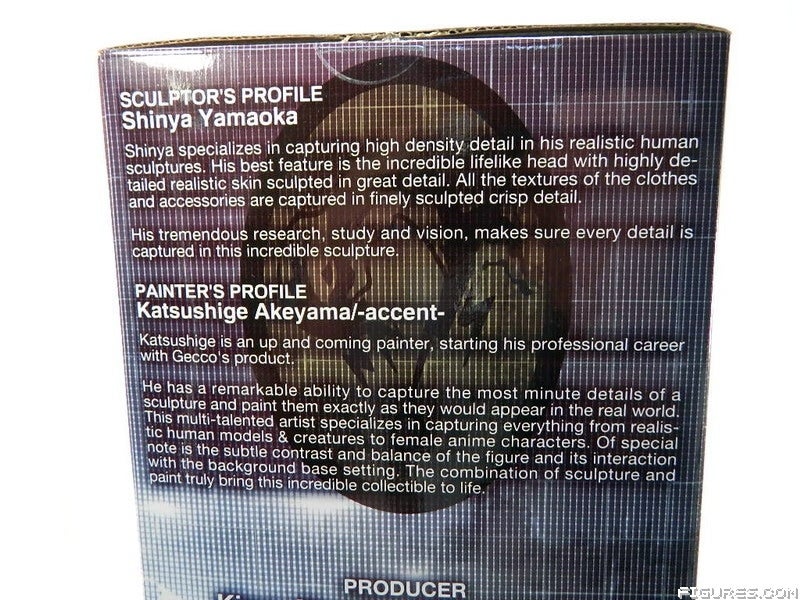 SCULPTOR'S PROFILE
Shinya Yamaoka
Shinya specializes in capturing high density detail in his realistic human
sculptures. His best feature is the incredible lifelike head with highly de-
tailed realistic skin sculpted in great detail. All the textures of the clothes
and accessories are captured in finely sculpted crisp detail.
His tremendous research, study and vision, makes sure every detail is
captured in this incredible sculpture.
PAINTER'S PROFILE
Katsushige Akeyama/-accent-
Katsushige is an up and coming painter, starting his professional career
with Gecco's product.
He has a remarkable ability to capture the most minute details of a
sculpture and paint them exactly as they would appear in the real world.
This multi-talented artist specializes in capturing everything from realis-
tic human models & creatures to female anime characters. Of special
note is the subtle contrast and balance of the figure and its interaction
with the background base setting. The combination of sculpture and
paint truly bring this incredible collectible to life.
PRODUCER
FIGURES.COM